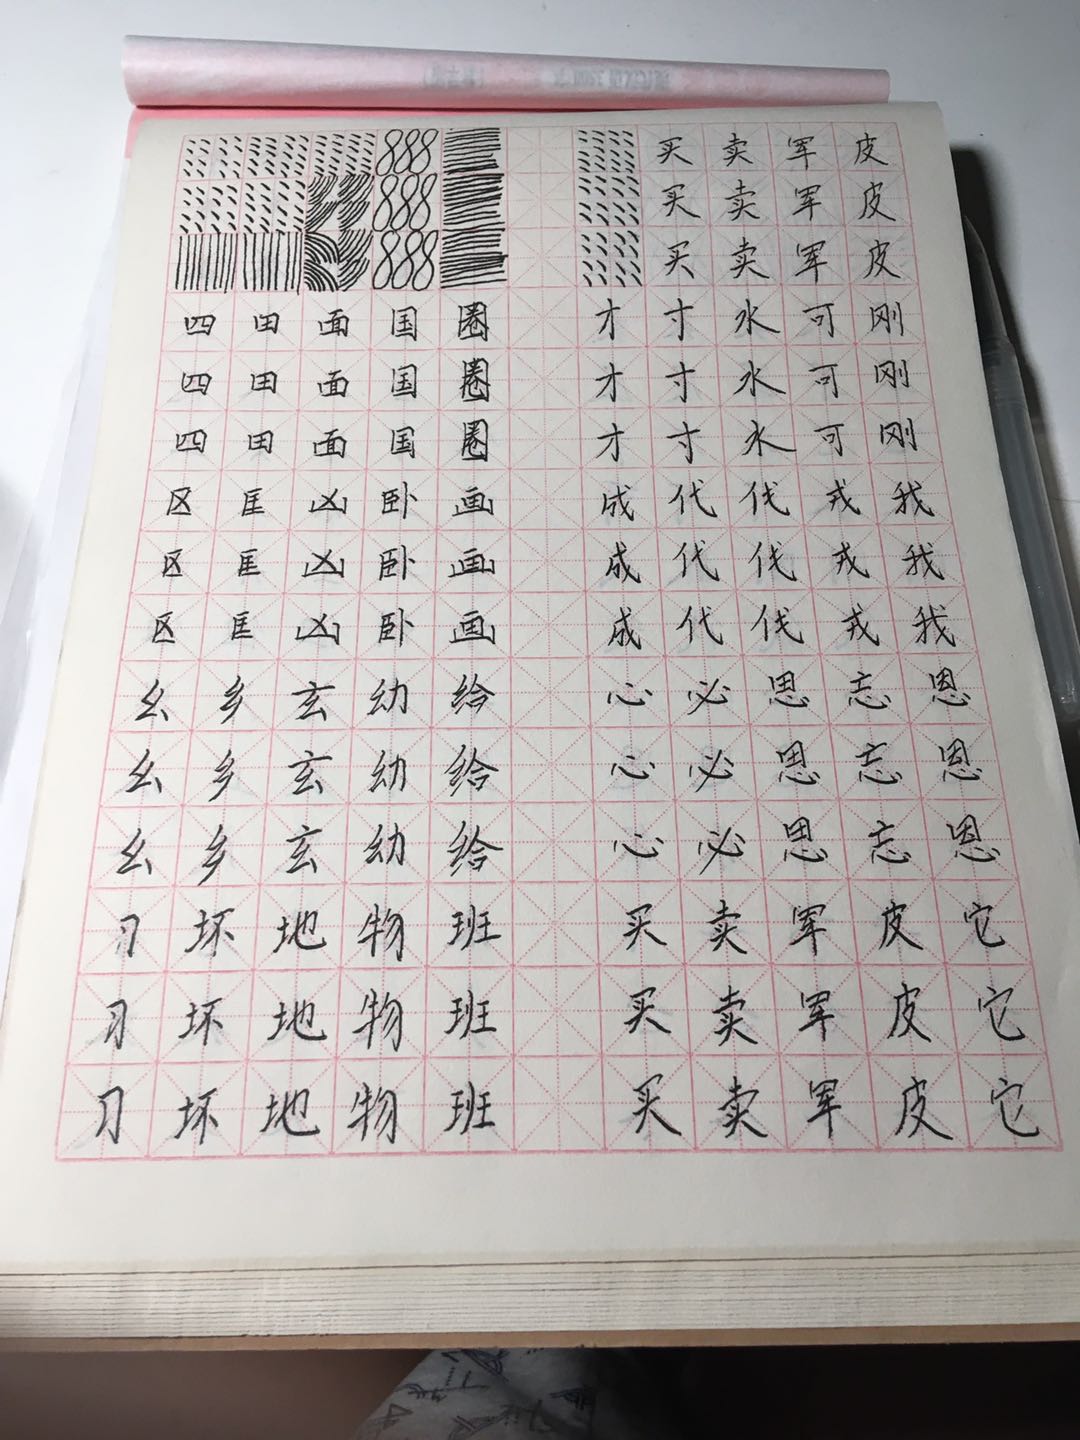 买 卖 军 皮
买 卖 军 皮
买 卖 军 皮
四 田 面 国 圈 才 寸 水 可 刚
四 田 面 国 圈 才 寸 水 可 刚
四 田 面 国 圈 才 寸 水 可 刚
区 匡 凶 卧 画 成 代 伐 戎 我
区 匡 凶 卧 画 成 代 伐 戎 我
区 匡 凶 卧 画 成 代 伐 戎 我
幺 乡 玄 幼 给 心 必 思 忘 恩
幺 乡 玄 幼 给 心 必 思 忘 恩
幺 乡 玄 幼 给 心 必 思 忘 恩
习 坏 地 物 班 买 卖 军 皮 它
习 坏 地 物 班 买 卖 军 皮 它
习 坏 地 物 班 买 卖 军 皮 它